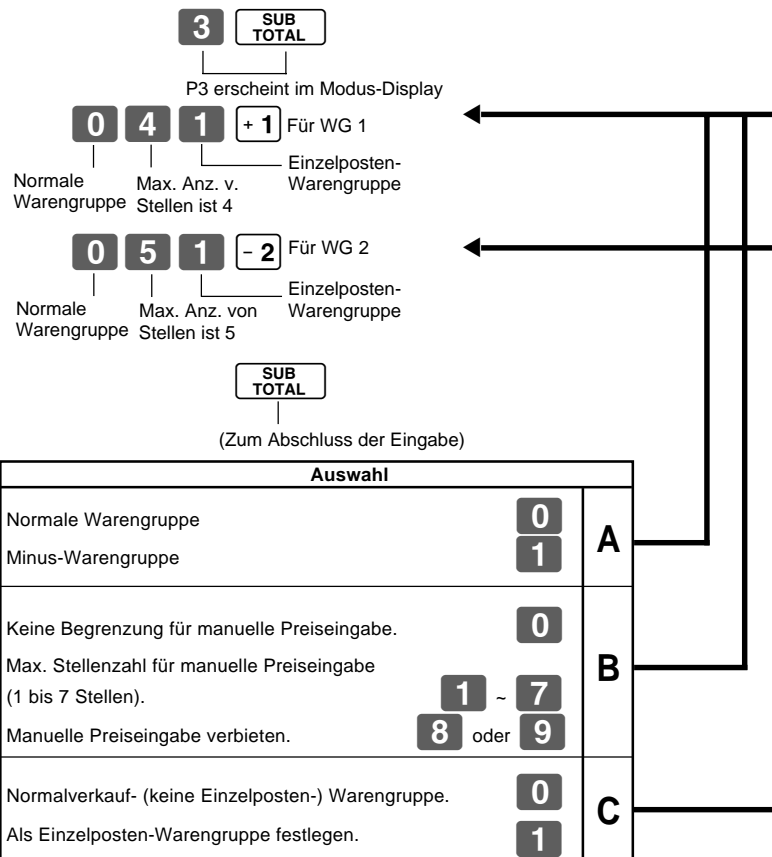 3 SUB TOTAL
P3 erscheint im Modus-Display
0 4 1 + 1 Für WG 1
Normale Warengruppe
Max. Anz. v. Stellen ist 4
Einzelposten-Warengruppe
0 5 1 - 2 Für WG 2
Normale Warengruppe
Max. Anz. von Stellen ist 5
Einzelposten-Warengruppe
SUB TOTAL
(Zum Abschluss der Eingabe)
Auswahl
Normale Warengruppe 0
Minus-Warengruppe 1
A
Keine Begrenzung für manuelle Preiseingabe. 0
Max. Stellenzahl für manuelle Preiseingabe
(1 bis 7 Stellen). 1 ~ 7
Manuelle Preiseingabe verbieten. 8 oder 9
B
Normalverkauf- (keine Einzelposten-) Warengruppe. 0
Als Einzelposten-Warengruppe festlegen. 1
C